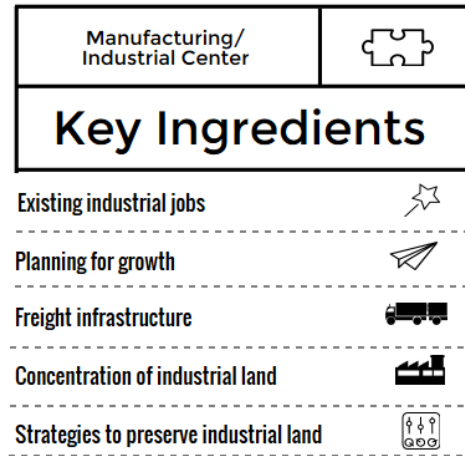 Manufacturing/
Industrial Center
Key Ingredients
Existing industrial jobs
Planning for growth
Freight infrastructure
Concentration of industrial land
Strategies to preserve industrial land